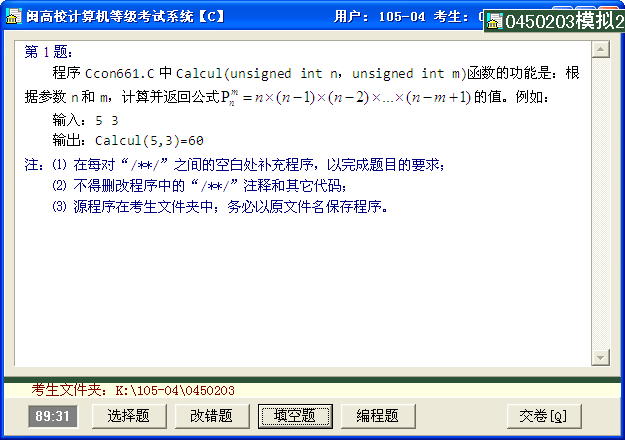 闽高校计算机等级考试系统【C】 用户: 105-04 考生:
0450203模拟2
第 1 题:
程序 Ccon661.C 中 Calcul(unsigned int n, unsigned int m)函数的功能是: 根
据参数 n 和 m, 计算并返回公式Pₙᵐ = n×(n−1)×(n−2)×...×(n−m+1)的值。例如:
输入: 5 3
输出: Calcul(5,3)=60
注: ⑴ 在每对“/**/”之间的空白处补充程序, 以完成题目的要求;
⑵ 不得删改程序中的“/**/”注释和其它代码;
⑶ 源程序在考生文件夹中; 务必以原文件名保存程序。
考生文件夹: K:\105-04\0450203
89:31 选择题 改错题 填空题 编程题 交卷[Q]